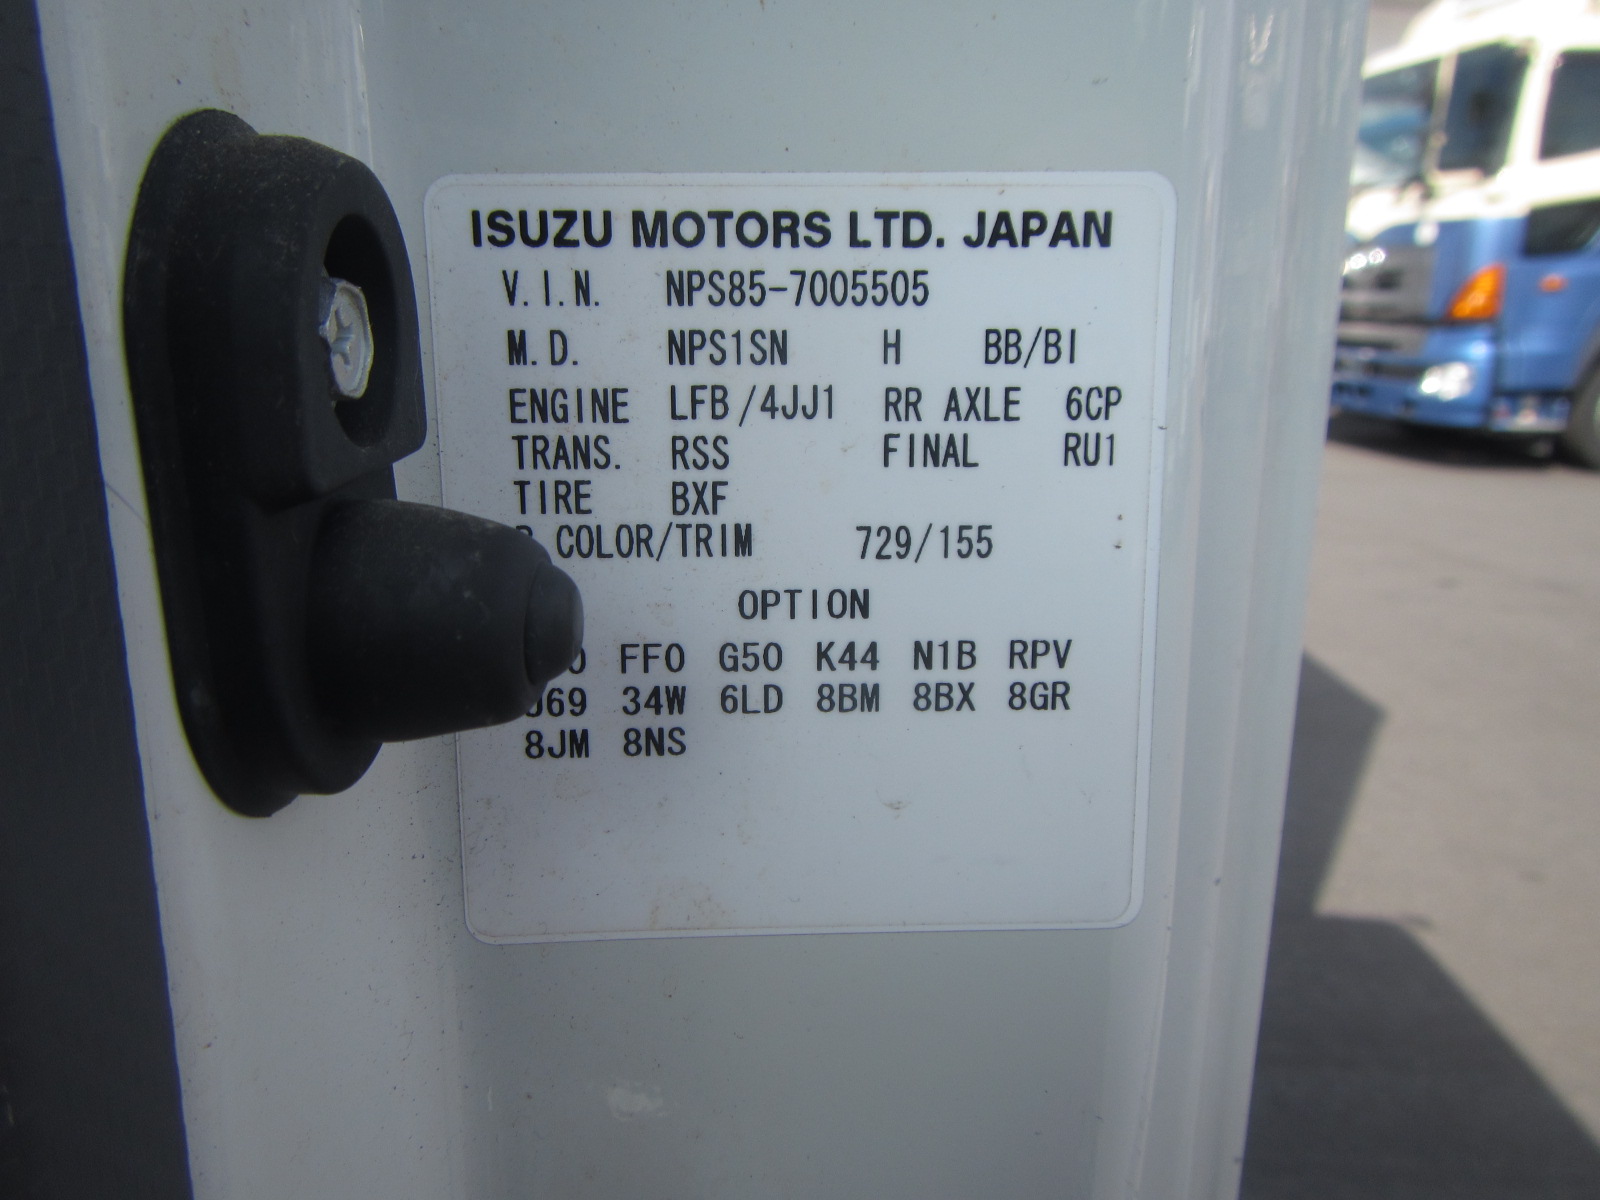 ISUZU MOTORS LTD. JAPAN
V.I.N. NPS85-7005505
M.D. NPS1SN H BB/BI
ENGINE LFB/4JJ1 RR AXLE 6CP
TRANS. RSS FINAL RU1
TIRE BXF
COLOR/TRIM 729/155
OPTION
FF0 G50 K44 N1B RPV
34W 6LD 8BM 8BX 8GR
8JM 8NS